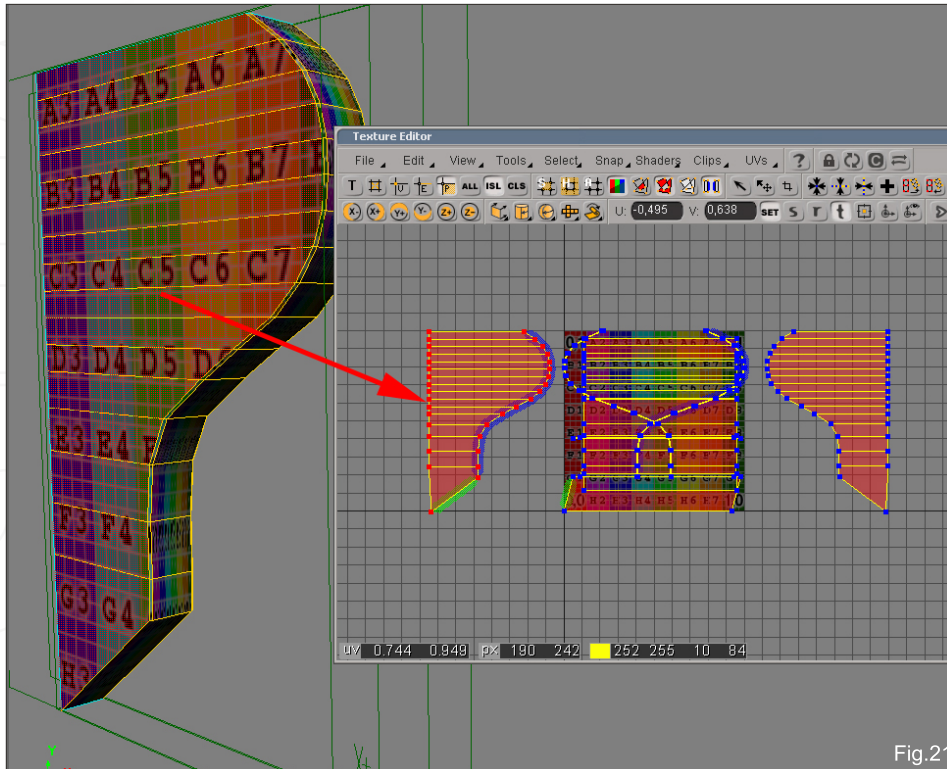 A3 A4 A5 A6 A7
B3 B4 B5 B6 B7
C3 C4 C5 C6 C7
D3 D4 D5
E3 E4
F3 F4
G3 G4
H3
Texture Editor
File Edit View Tools Select Snap Shaders Clips UVs ?
T U E P ALL ISL CLS
X- X+ Y+ Y- Z+ Z- U: -0,495 V: 0,638 SET s r t
uv 0.744 0.949 px 190 242 252 255 10 84
Y
Fig.21